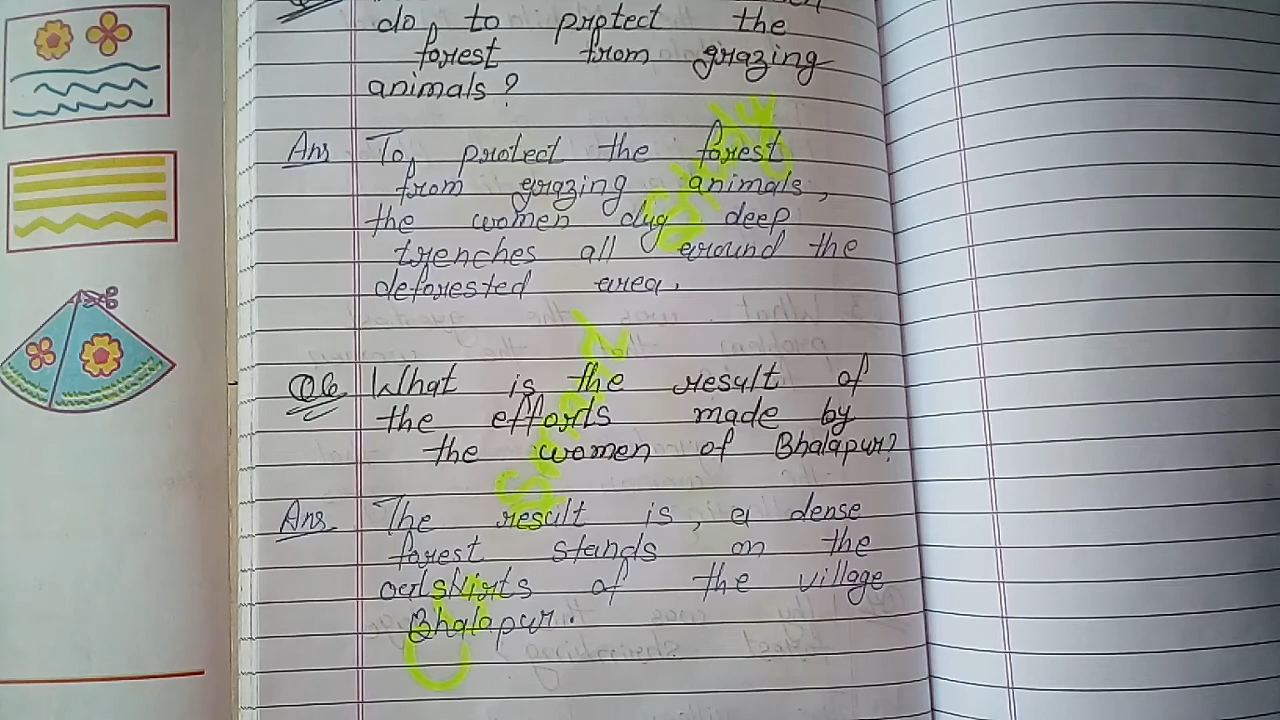 do to protect the
forest from grazing
animals?
Ans To, protect the forest
from grazing animals,
the women dug deep
trenches all around the
deforested area.
Q6 What is the result of
the efforts made by
the women of Bhalapur?
Ans The result is, a dense
forest stands on the
outskirts of the village
Bhalapur.